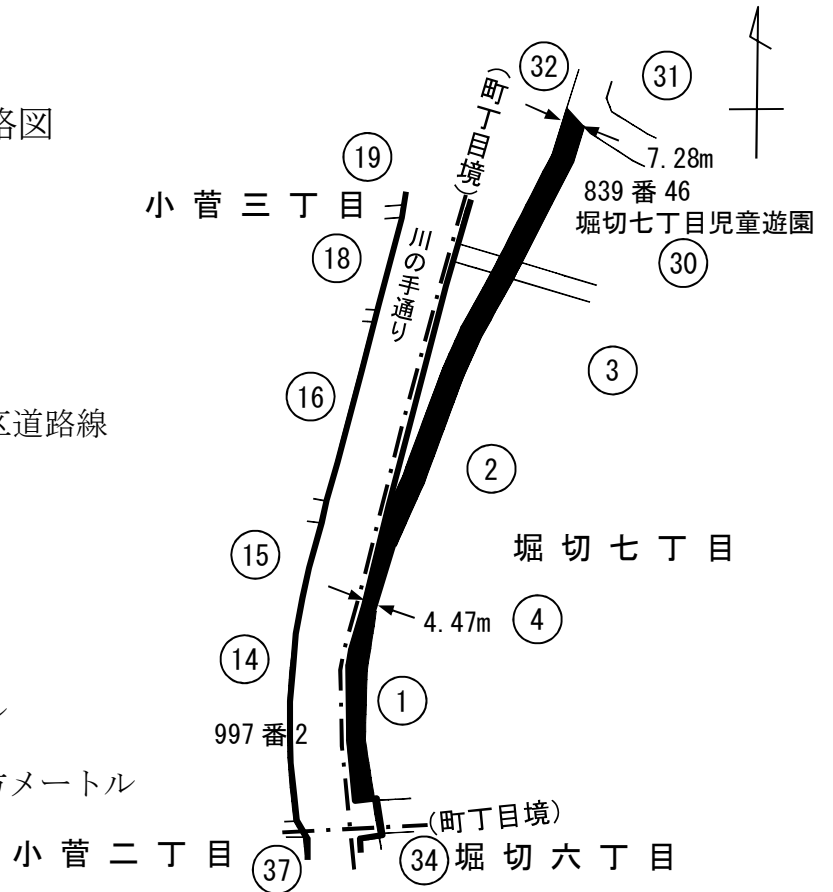 略図
32
31
(町丁目境)
7.28m
19
839番46
小菅三丁目
堀切七丁目児童遊園
18
川の手通り
30
3
16
区道路線
2
堀切七丁目
15
4.47m
4
14
1
997番2
ル
方メートル
(町丁目境)
小菅二丁目
37
34
堀切六丁目